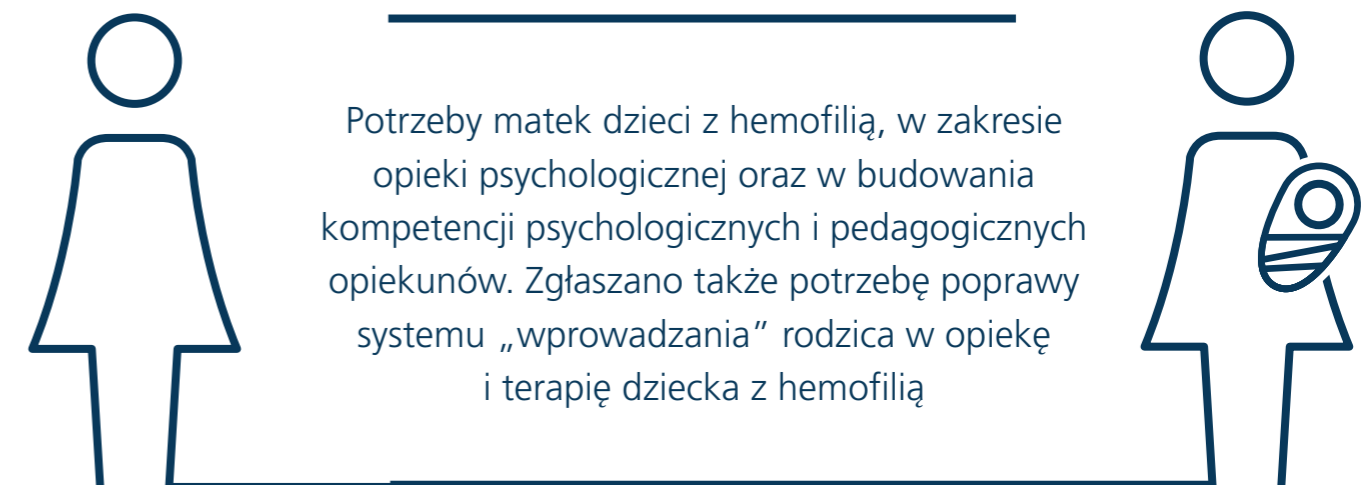 Potrzeby matek dzieci z hemofilią, w zakresie
opieki psychologicznej oraz w budowania
kompetencji psychologicznych i pedagogicznych
opiekunów. Zgłaszano także potrzebę poprawy
systemu „wprowadzania” rodzica w opiekę
i terapię dziecka z hemofilią